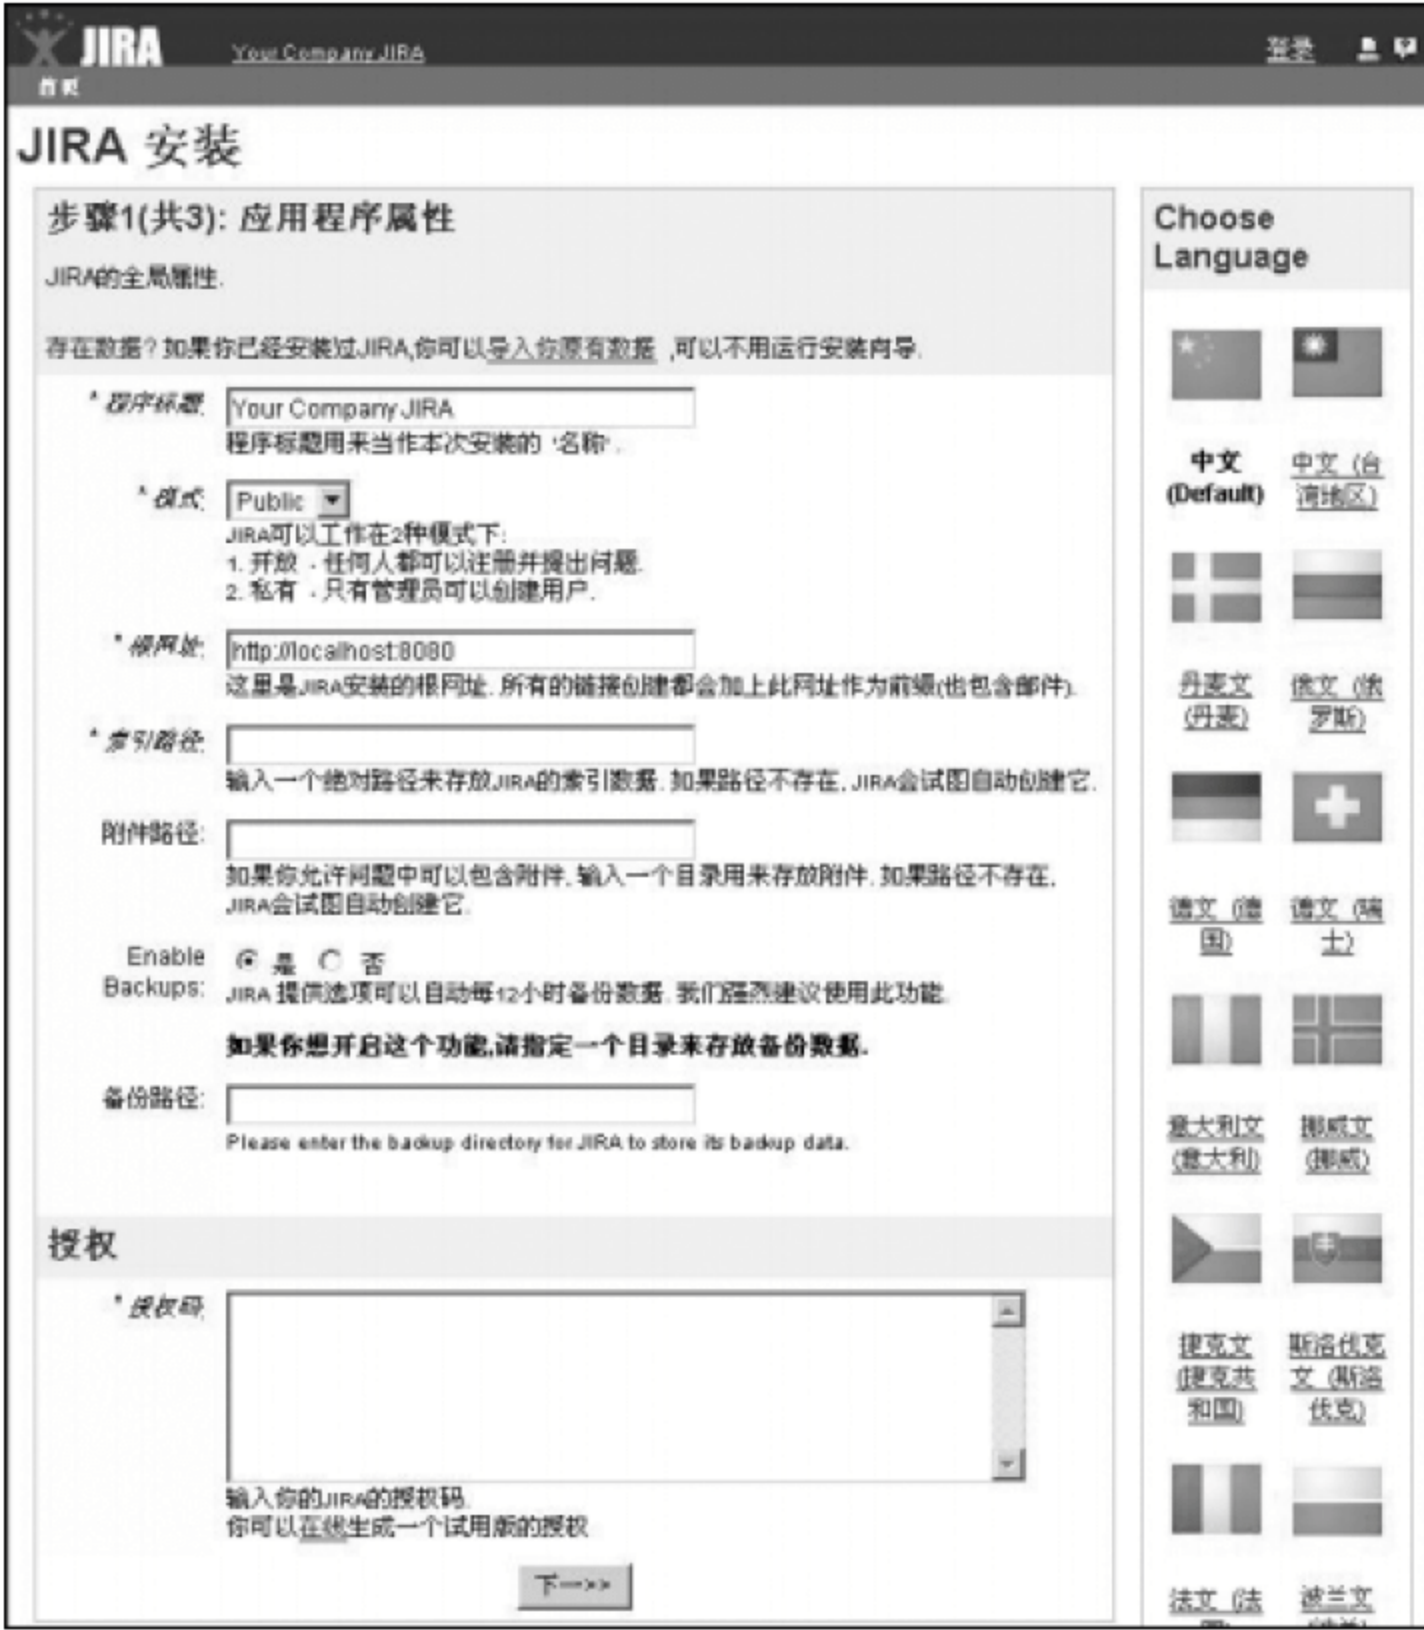 JIRA
Your Company JIRA
登录
首页
JIRA 安装
步骤1(共3): 应用程序属性
JIRA的全局属性.
存在数据? 如果你已经安装过JIRA,你可以导入你原有数据 ,可以不用运行安装向导.
* 程序标题:
Your Company JIRA
程序标题用来当作本次安装的 '名称'.
* 模式:
Public
JIRA可以工作在2种模式下:
1. 开放 - 任何人都可以注册并提出问题.
2. 私有 - 只有管理员可以创建用户.
* 根网址:
http://localhost:8080
这里是JIRA安装的根网址. 所有的链接创建都会加上此网址作为前缀(也包含邮件).
* 索引路径:
输入一个绝对路径来存放JIRA的索引数据. 如果路径不存在, JIRA会试图自动创建它.
附件路径:
如果你允许问题中可以包含附件, 输入一个目录用来存放附件. 如果路径不存在,
JIRA会试图自动创建它.
Enable
Backups:
是 否
JIRA 提供选项可以自动每12小时备份数据. 我们强烈建议使用此功能.
如果你想开启这个功能,请指定一个目录来存放备份数据.
备份路径:
Please enter the backup directory for JIRA to store its backup data.
授权
* 授权码:
输入你的JIRA的授权码.
你可以在线生成一个试用版的授权
下一>>
Choose
Language
中文
(Default)
中文 (台
湾地区)
丹麦文
(丹麦)
俄文 (俄
罗斯)
德文 (德
国)
德文 (瑞
士)
意大利文
(意大利)
挪威文
(挪威)
捷克文
(捷克共
和国)
斯洛伐克
文 (斯洛
伐克)
法文 (法
波兰文